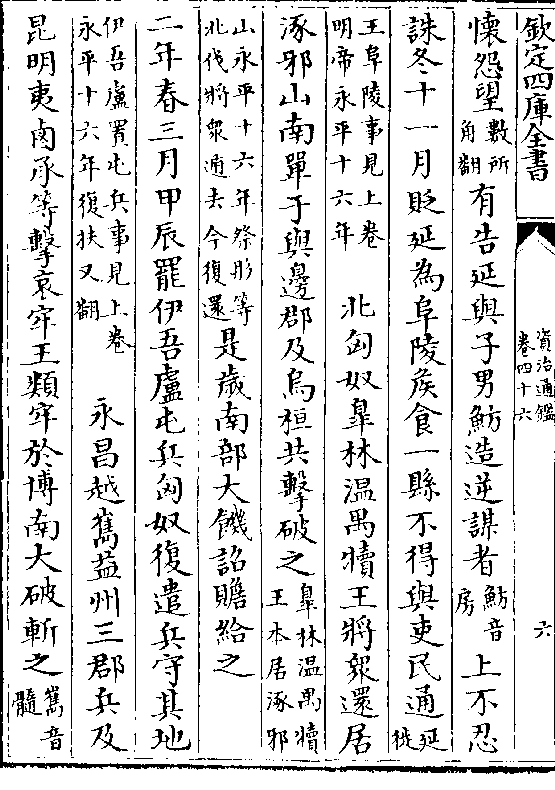 欽定四庫全書
資治通鑑
卷四十六
六
懷怨望
數所
角翻
有告延與子男魴造逆謀者
魴音
房
上不忍
誅冬十一月貶延為阜陵侯食一縣不得與吏民通
延徙
王阜陵事見上卷
明帝永平十六年
北匈奴臯林温禺犢王將衆還居
涿邪山南單于與邊郡及烏桓共擊破之
臯林温禺犢
王本居涿邪
山永平十六年祭肜等
北伐將衆遁去今復還
是歲南部大饑詔贍給之
二年春三月甲辰罷伊吾盧屯兵匈奴復遣兵守其地
伊吾盧置屯兵事見上卷
永平十六年復扶又翻
永昌越巂益州三郡兵及
昆明夷鹵承等擊哀牢王類牢於博南大破斬之
巂音
髓